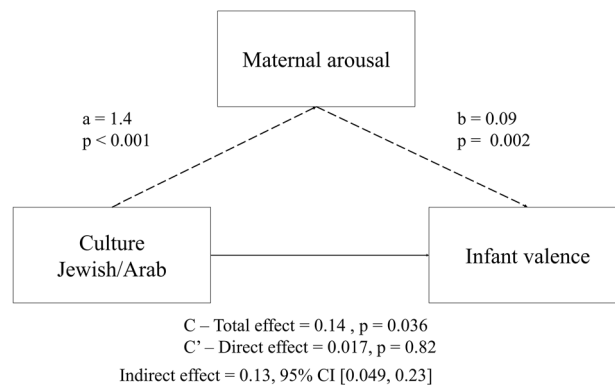 Maternal arousal
a = 1.4
p < 0.001
b = 0.09
p = 0.002
Culture
Jewish/Arab
Infant valence
C – Total effect = 0.14 , p = 0.036
C’ – Direct effect = 0.017, p = 0.82
Indirect effect = 0.13, 95% CI [0.049, 0.23]